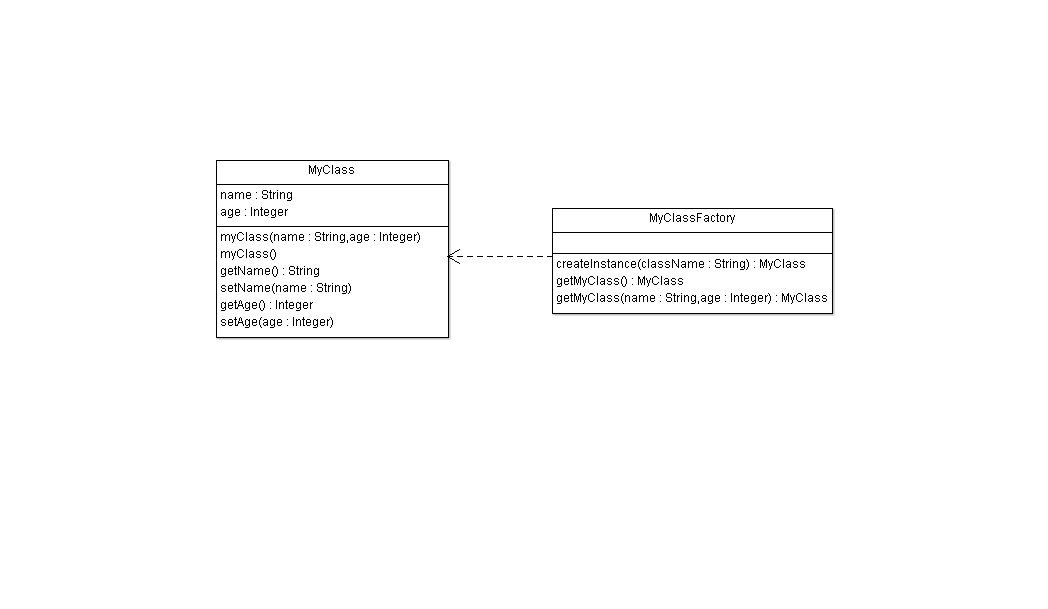 MyClass
name : String
age : Integer
myClass(name : String,age : Integer)
myClass()
getName() : String
setName(name : String)
getAge() : Integer
setAge(age : Integer)
MyClassFactory
createInstance(className : String) : MyClass
getMyClass() : MyClass
getMyClass(name : String,age : Integer) : MyClass